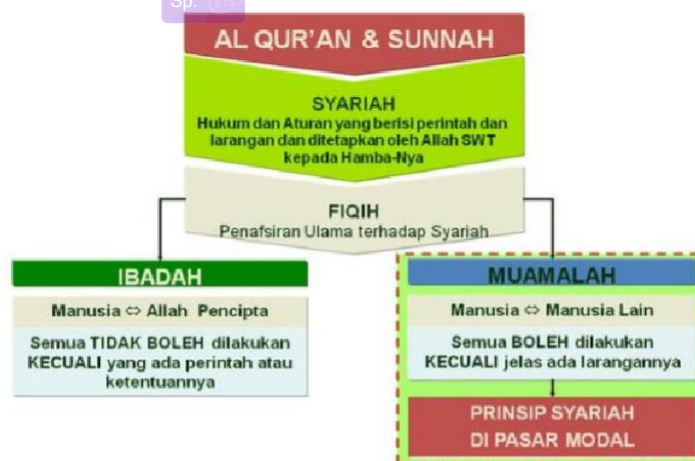 Sp.
AL QUR'AN & SUNNAH
SYARIAH
Hukum dan Aturan yang berisi perintah dan
larangan dan ditetapkan oleh Allah SWT
kepada Hamba-Nya
FIQIH
Penafsiran Ulama terhadap Syariah
IBADAH
Manusia ⇔ Allah Pencipta
Semua TIDAK BOLEH dilakukan
KECUALI yang ada perintah atau
ketentuannya
MUAMALAH
Manusia ⇔ Manusia Lain
Semua BOLEH dilakukan
KECUALI jelas ada larangannya
PRINSIP SYARIAH
DI PASAR MODAL